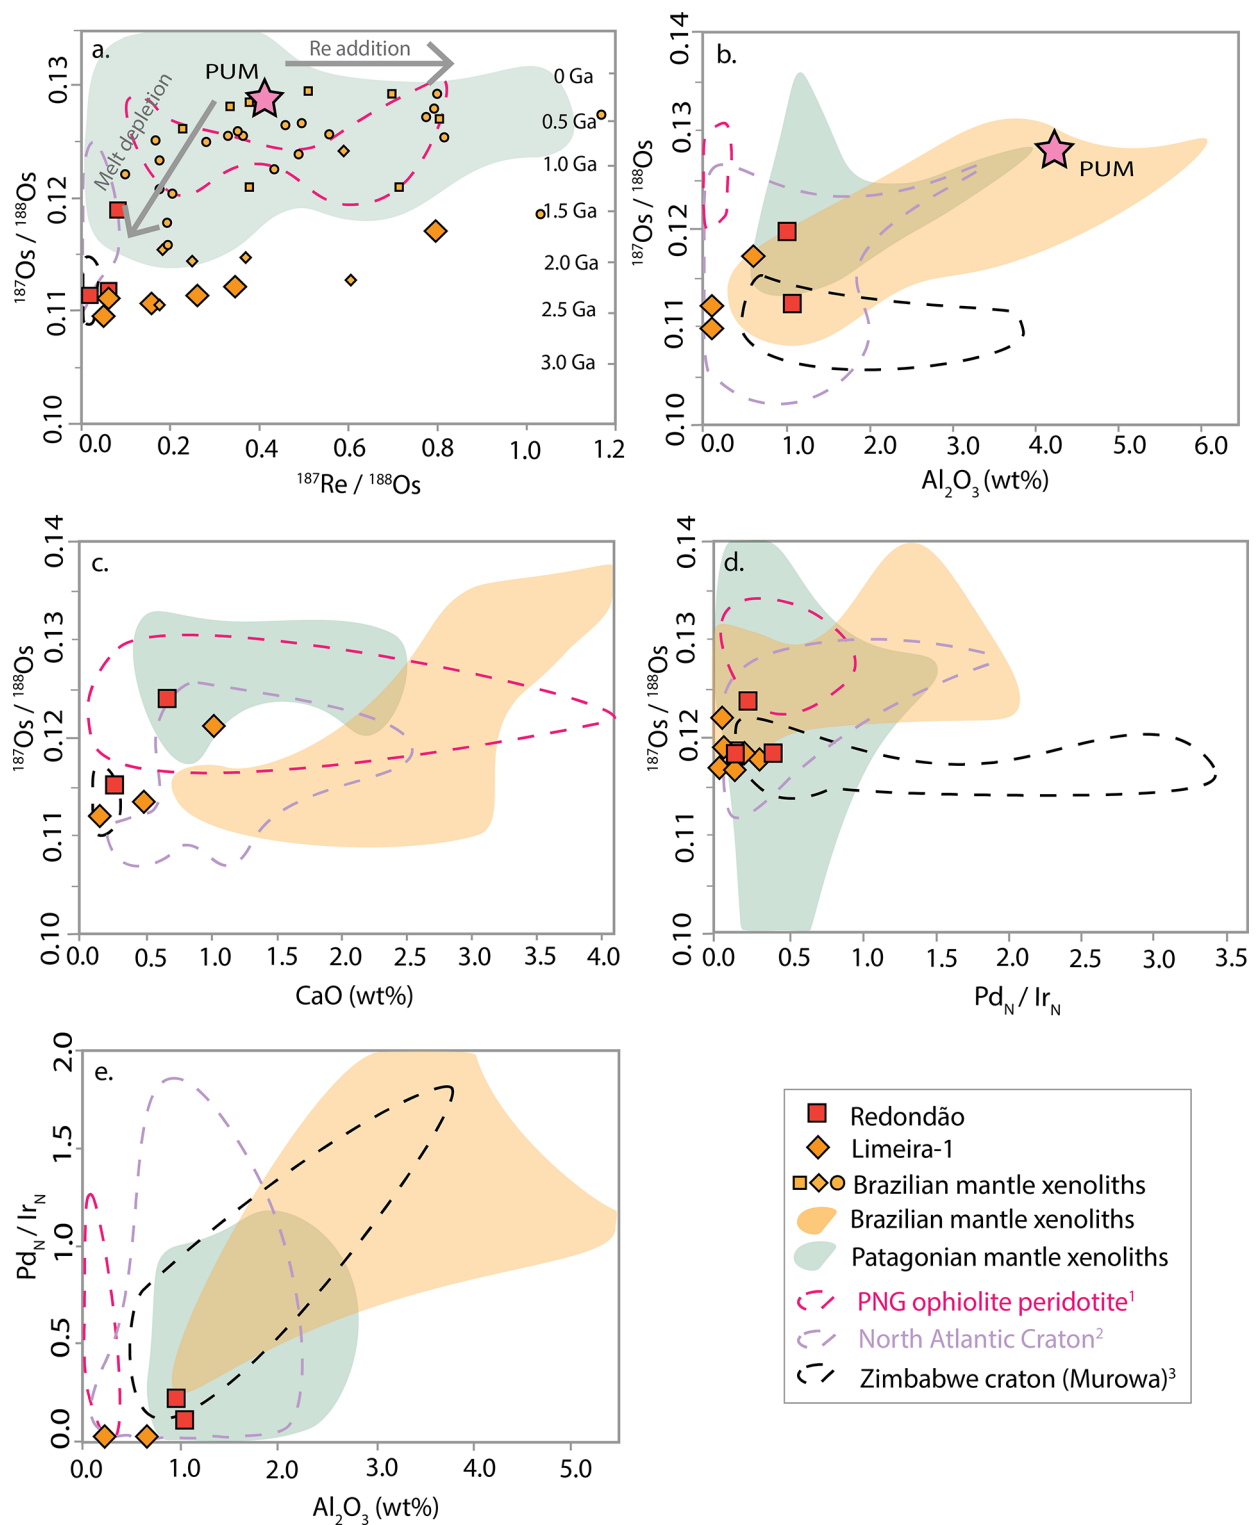 a.
Re addition
PUM
Melt depletion
0 Ga
0.5 Ga
1.0 Ga
1.5 Ga
2.0 Ga
2.5 Ga
3.0 Ga
0.13
0.12
0.11
0.10
187Os / 188Os
0.0 0.2 0.4 0.6 0.8 1.0 1.2
187Re / 188Os
b.
PUM
0.14
0.13
0.12
0.11
0.10
187Os / 188Os
0.0 1.0 2.0 3.0 4.0 5.0 6.0
Al2O3 (wt%)
c.
0.14
0.13
0.12
0.11
0.10
187Os / 188Os
0.0 0.5 1.0 1.5 2.0 2.5 3.0 3.5 4.0
CaO (wt%)
d.
0.14
0.13
0.12
0.11
0.10
187Os / 188Os
0.0 0.5 1.0 1.5 2.0 2.5 3.0 3.5
PdN / IrN
e.
2.0
1.5
1.0
0.5
0.0
PdN / IrN
0.0 1.0 2.0 3.0 4.0 5.0
Al2O3 (wt%)
Redondão
Limeira-1
Brazilian mantle xenoliths
Brazilian mantle xenoliths
Patagonian mantle xenoliths
PNG ophiolite peridotite1
North Atlantic Craton2
Zimbabwe craton (Murowa)3